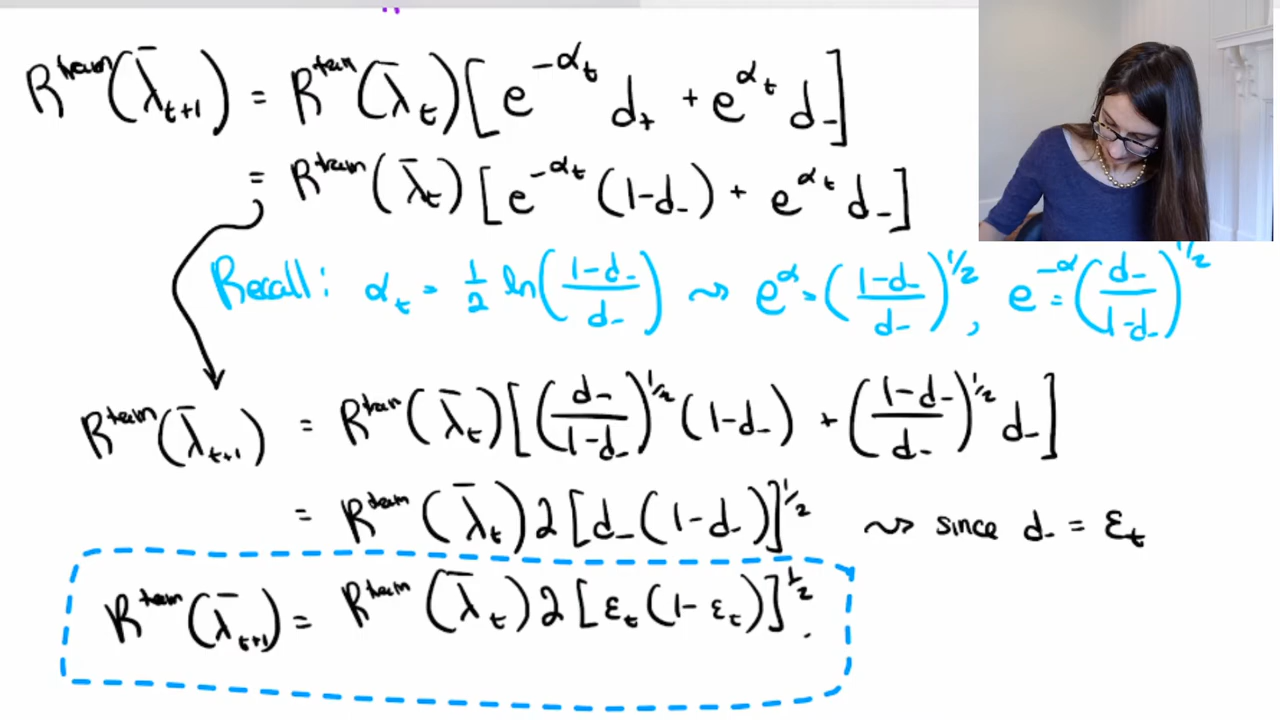 R^train(λ̄_{t+1}) = R^train(λ̄_t)[e^{-α_t} d_+ + e^{α_t} d_-]
= R^train(λ̄_t)[e^{-α_t}(1-d_-) + e^{α_t} d_-]
Recall: α_t = 1/2 ln((1-d_-)/d_-) ⇝ e^α = ((1-d_-)/d_-)^{1/2}, e^{-α} = (d_-/(1-d_-))^{1/2}
R^train(λ̄_{t+1}) = R^train(λ̄_t)[(d_-/(1-d_-))^{1/2}(1-d_-) + ((1-d_-)/d_-)^{1/2} d_-]
= R^train(λ̄_t) 2 [d_-(1-d_-)]^{1/2} ⇝ since d_- = ε_t
R^train(λ̄_{t+1}) = R^train(λ̄_t) 2 [ε_t(1-ε_t)]^{1/2}.